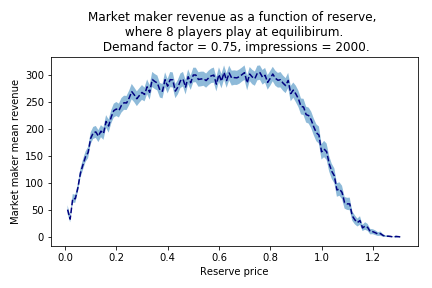 Market maker revenue as a function of reserve,
where 8 players play at equilibirum.
Demand factor = 0.75, impressions = 2000.
Market maker mean revenue
300
250
200
150
100
50
0
0.0 0.2 0.4 0.6 0.8 1.0 1.2
Reserve price